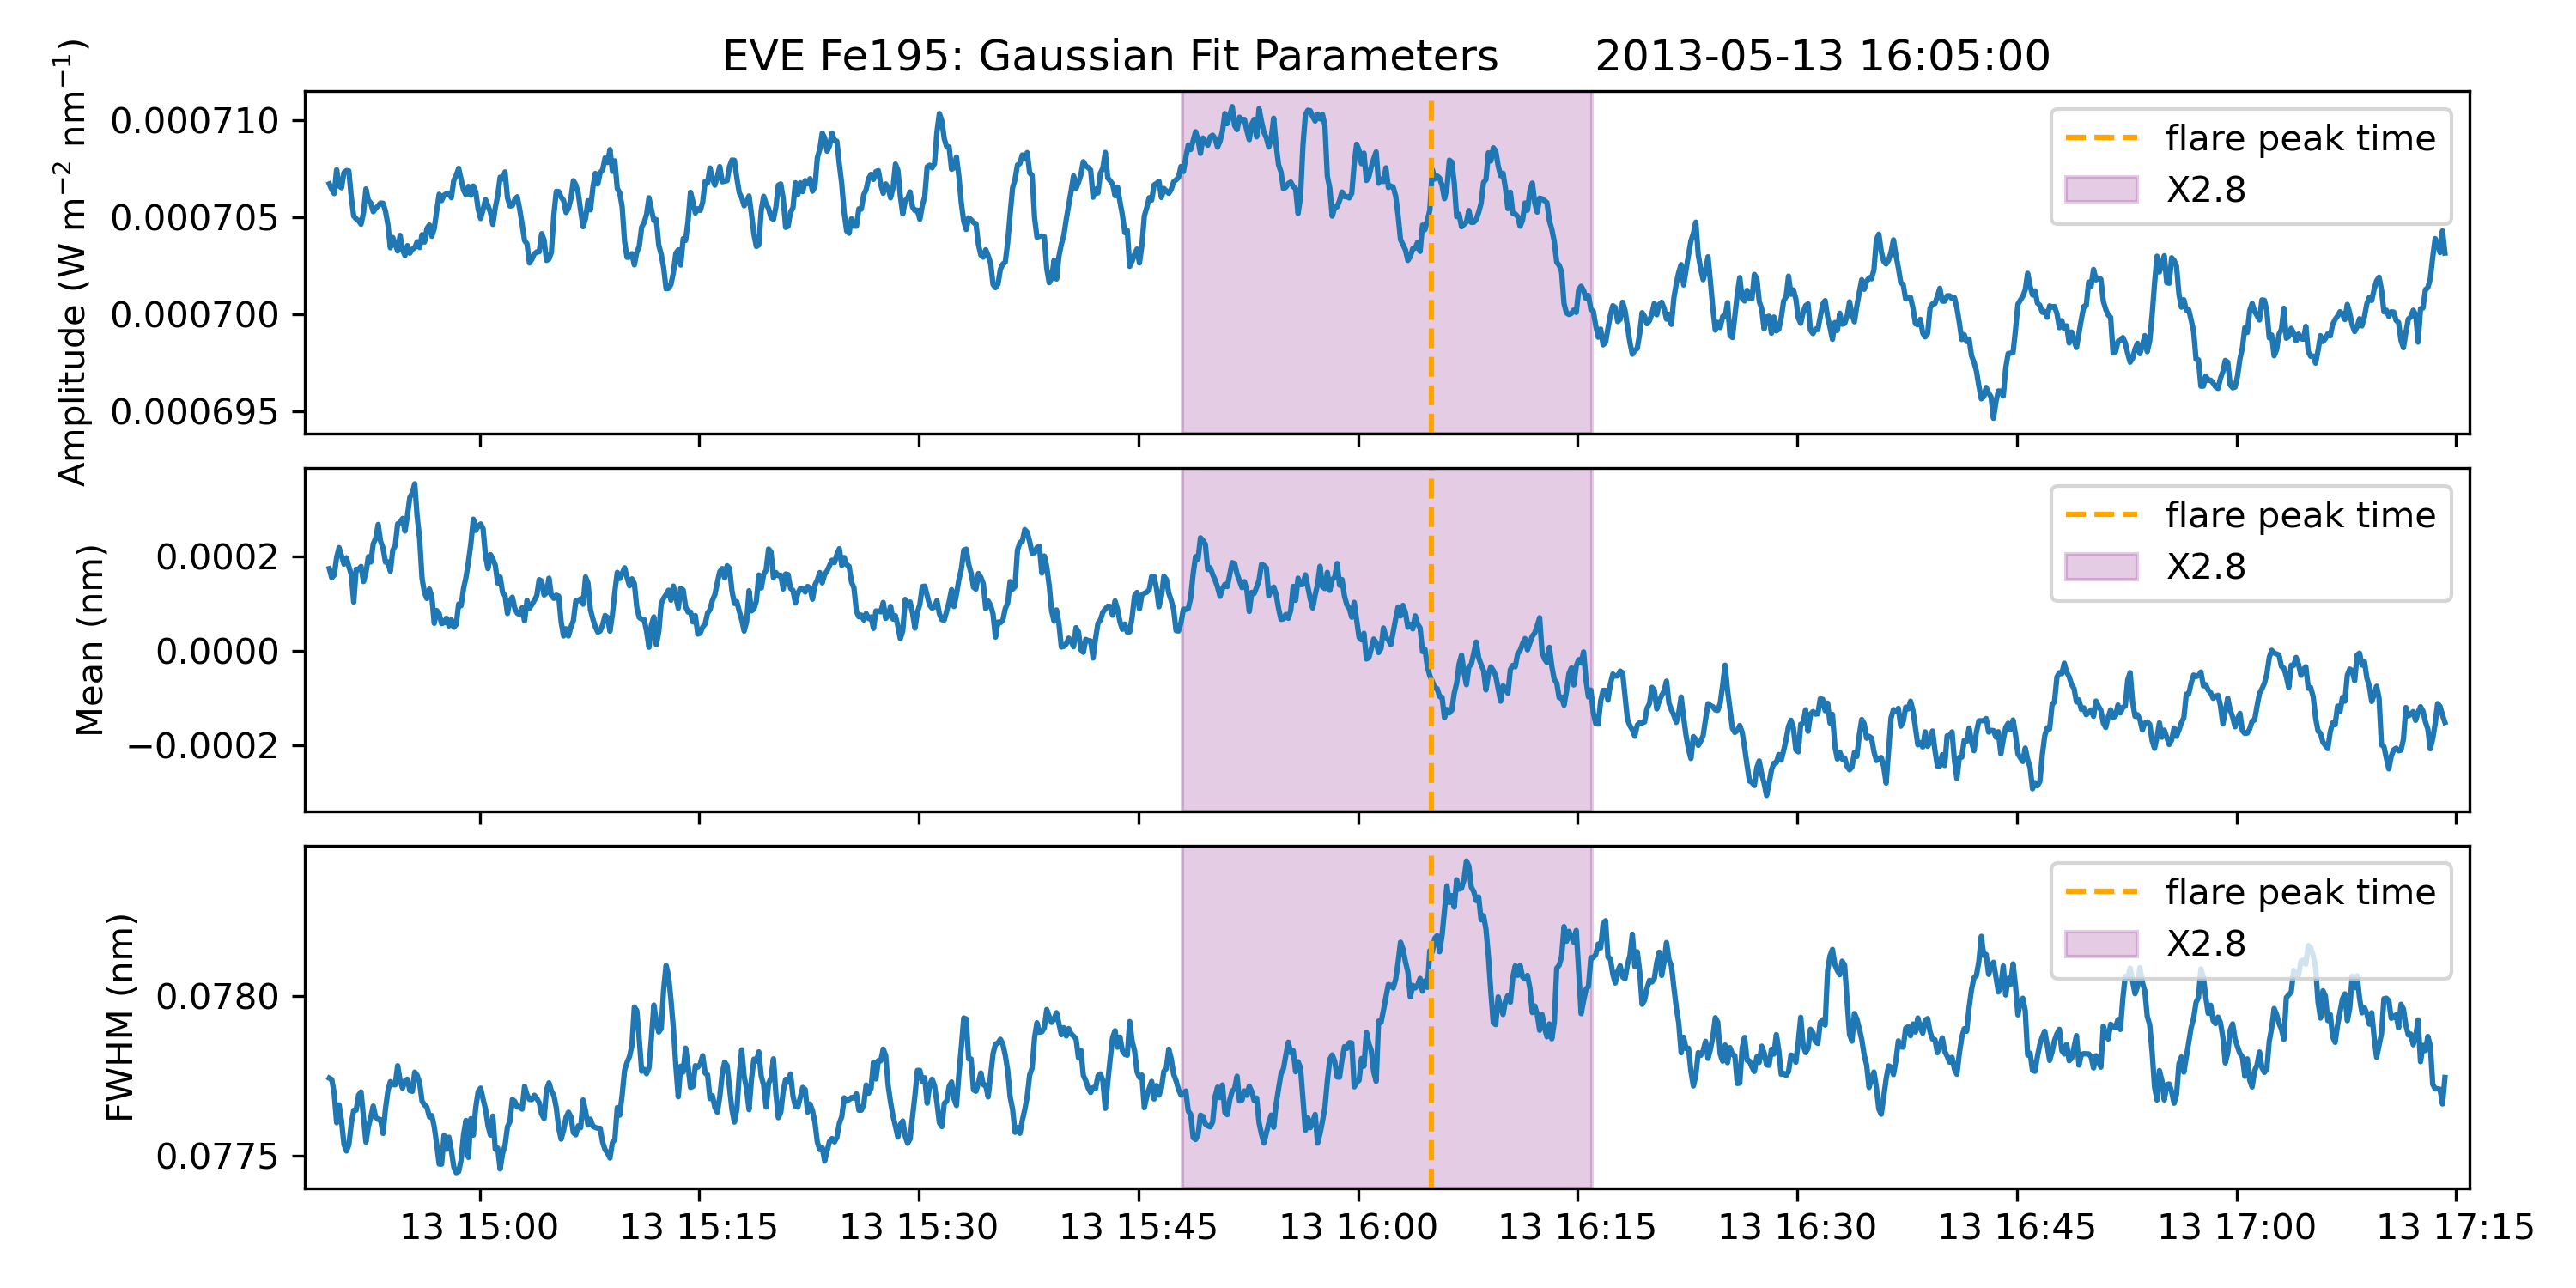 EVE Fe195: Gaussian Fit Parameters 2013-05-13 16:05:00
Amplitude (W m⁻² nm⁻¹)
0.000710
0.000705
0.000700
0.000695
flare peak time
X2.8
Mean (nm)
0.0002
0.0000
−0.0002
flare peak time
X2.8
FWHM (nm)
0.0780
0.0775
flare peak time
X2.8
13 15:00 13 15:15 13 15:30 13 15:45 13 16:00 13 16:15 13 16:30 13 16:45 13 17:00 13 17:15